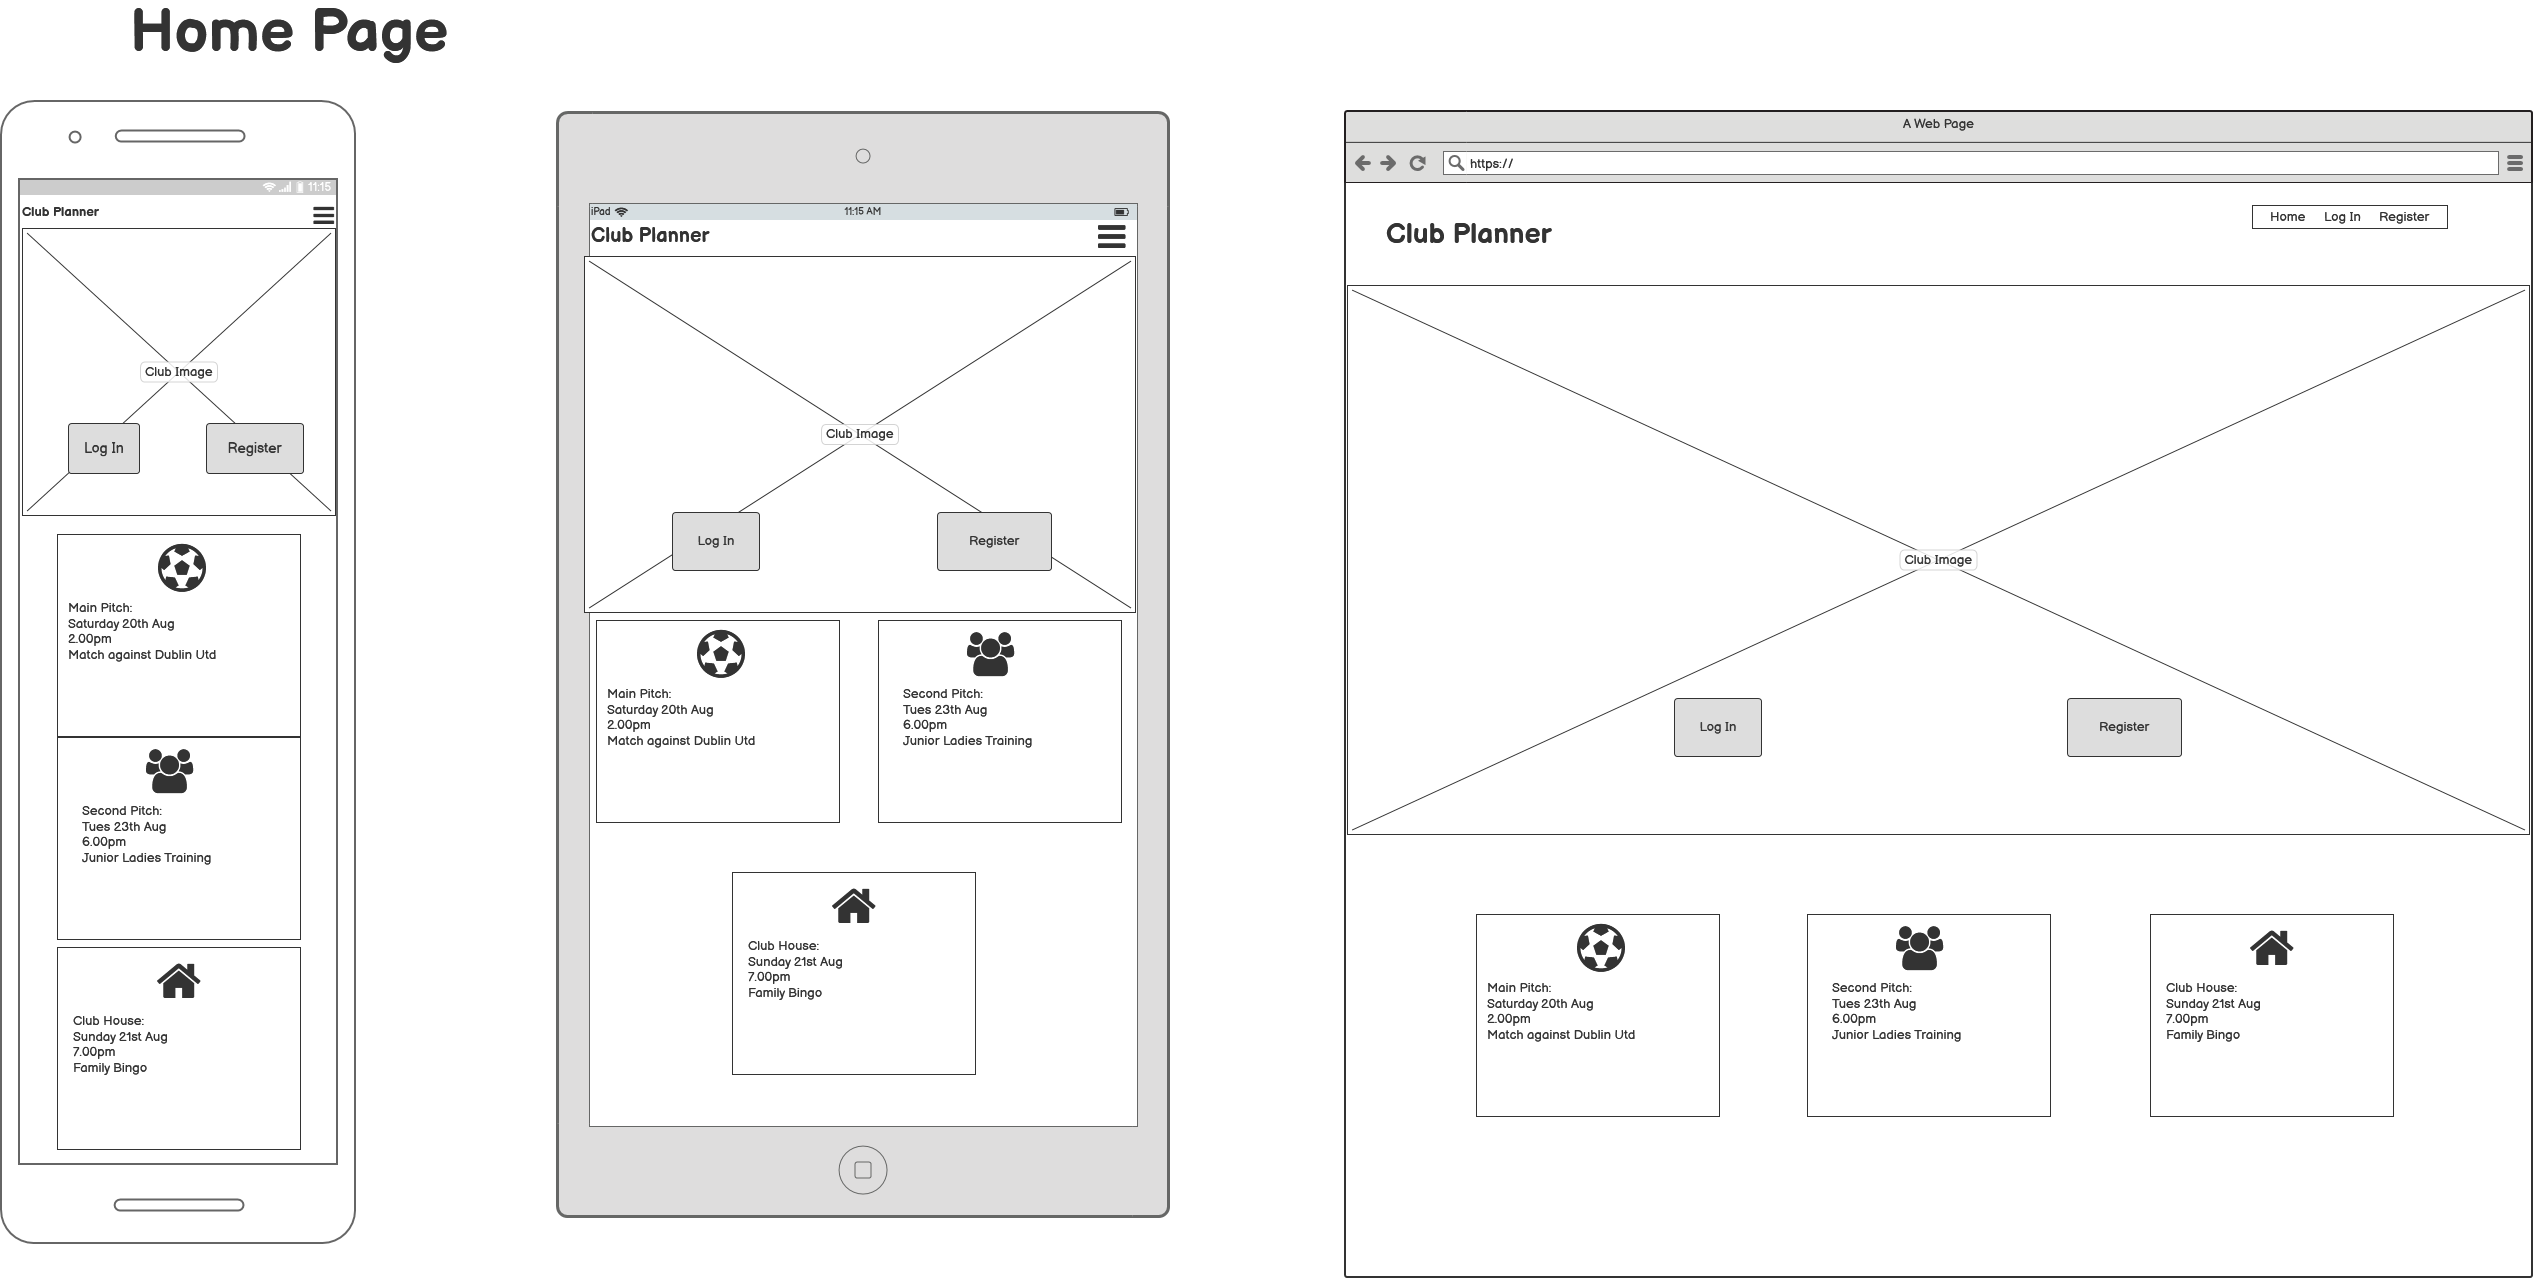 Home Page
11:15
Club Planner
Club Image
Log In
Register
Main Pitch:
Saturday 20th Aug
2.00pm
Match against Dublin Utd
Second Pitch:
Tues 23th Aug
6.00pm
Junior Ladies Training
Club House:
Sunday 21st Aug
7.00pm
Family Bingo
iPad
11:15 AM
Club Planner
Club Image
Log In
Register
Main Pitch:
Saturday 20th Aug
2.00pm
Match against Dublin Utd
Second Pitch:
Tues 23th Aug
6.00pm
Junior Ladies Training
Club House:
Sunday 21st Aug
7.00pm
Family Bingo
A Web Page
https://
Home Log In Register
Club Planner
Club Image
Log In
Register
Main Pitch:
Saturday 20th Aug
2.00pm
Match against Dublin Utd
Second Pitch:
Tues 23th Aug
6.00pm
Junior Ladies Training
Club House:
Sunday 21st Aug
7.00pm
Family Bingo